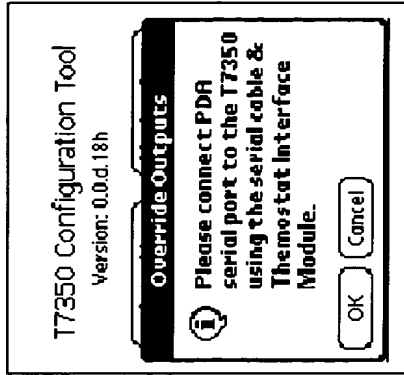 T7350 Configuration Tool
Version: 0.0.d.18h
Override Outputs
Please connect PDA
serial port to the T7350
using the serial cable &
Themostat Interface
Module.
OK
Cancel